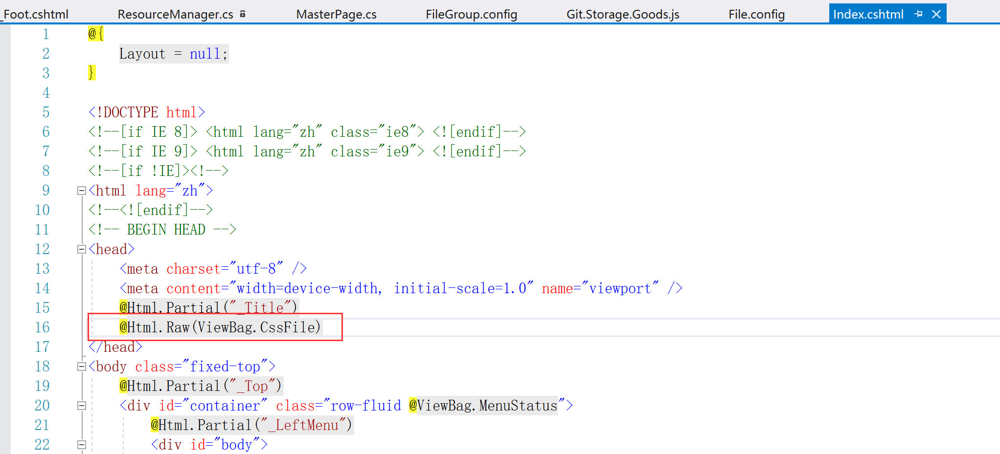 _Foot.cshtml ResourceManager.cs MasterPage.cs FileGroup.config Git.Storage.Goods.js File.config Index.cshtml
1 @{
2     Layout = null;
3 }
4
5 <!DOCTYPE html>
6 <!--[if IE 8]> <html lang="zh" class="ie8"> <![endif]-->
7 <!--[if IE 9]> <html lang="zh" class="ie9"> <![endif]-->
8 <!--[if !IE]><!-->
9 <html lang="zh">
10 <!--<![endif]-->
11 <!-- BEGIN HEAD -->
12 <head>
13     <meta charset="utf-8" />
14     <meta content="width=device-width, initial-scale=1.0" name="viewport" />
15     @Html.Partial("_Title")
16     @Html.Raw(ViewBag.CssFile)
17 </head>
18 <body class="fixed-top">
19     @Html.Partial("_Top")
20     <div id="container" class="row-fluid @ViewBag.MenuStatus">
21         @Html.Partial("_LeftMenu")
22         <div id="body">